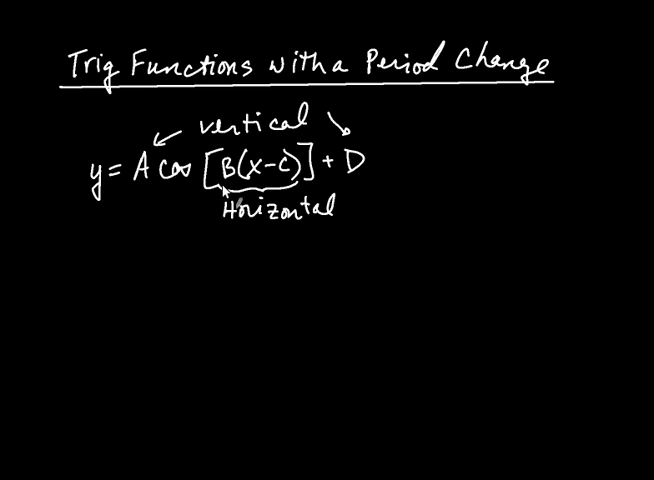 Trig Functions with a Period Change
vertical
y = A cos [B(x-c)] + D
Horizontal